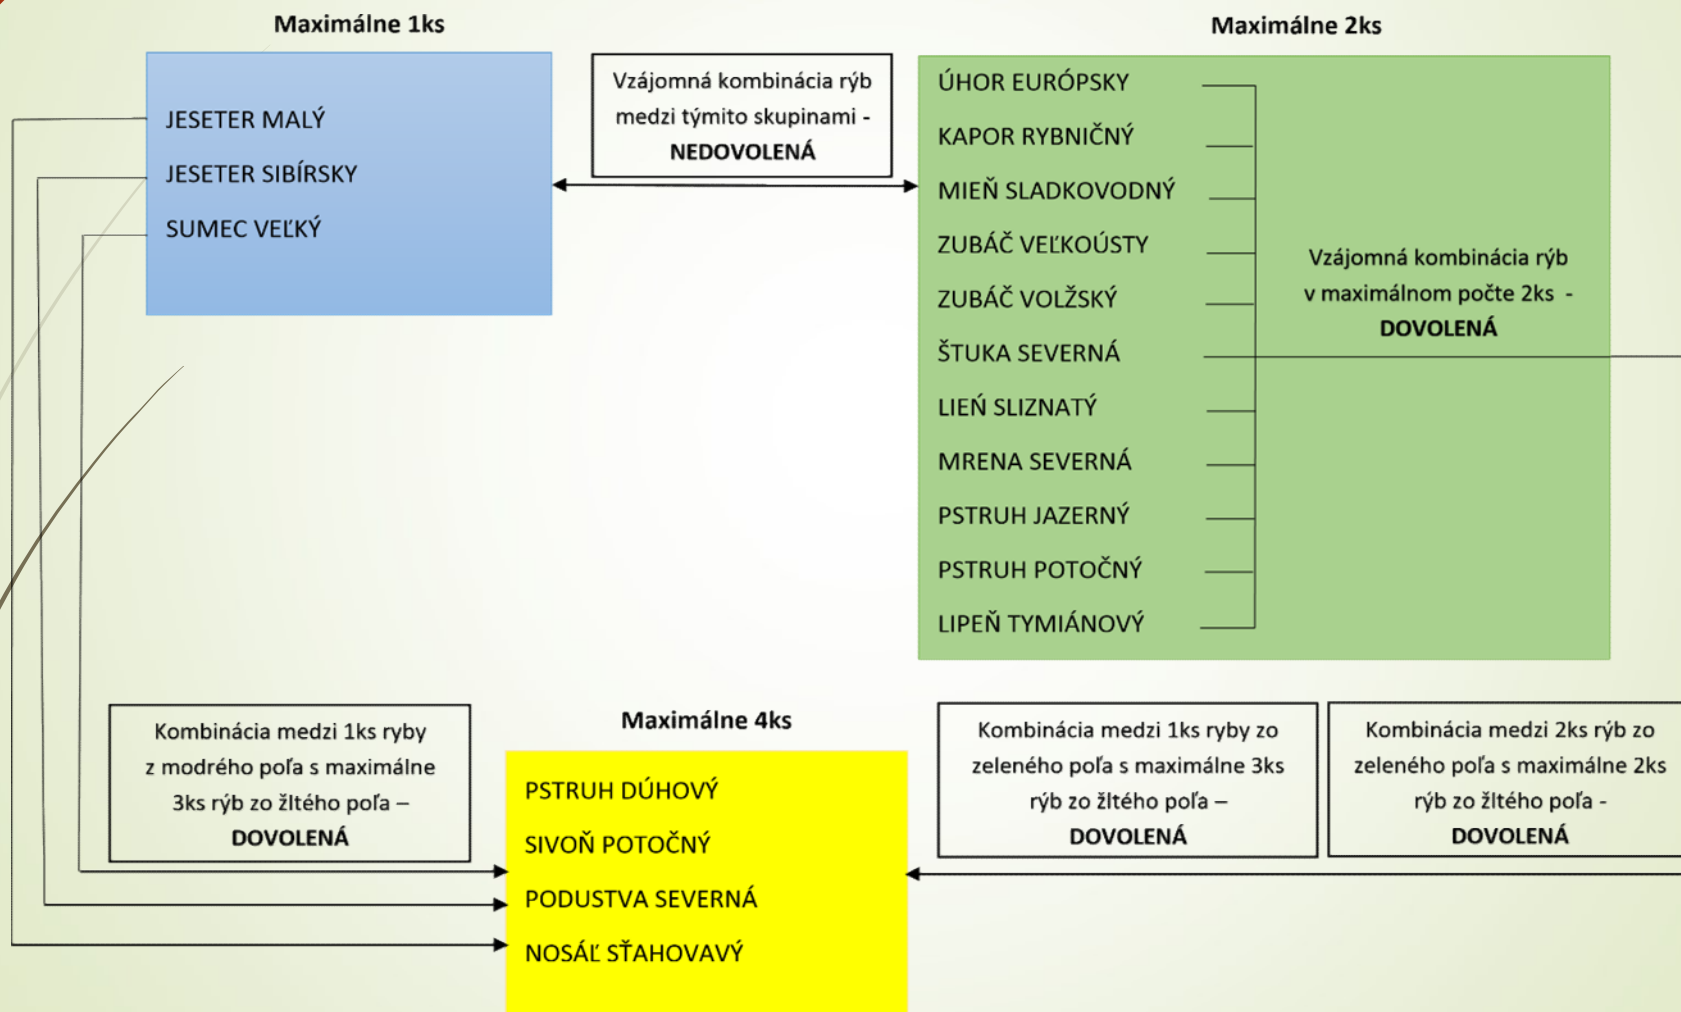 Maximálne 1ks
JESETER MALÝ
JESETER SIBÍRSKY
SUMEC VEĽKÝ
Vzájomná kombinácia rýb
medzi týmito skupinami -
NEDOVOLENÁ
Maximálne 2ks
ÚHOR EURÓPSKY
KAPOR RYBNIČNÝ
MIEŇ SLADKOVODNÝ
ZUBÁČ VEĽKOÚSTY
ZUBÁČ VOLŽSKÝ
ŠTUKA SEVERNÁ
LIEŃ SLIZNATÝ
MRENA SEVERNÁ
PSTRUH JAZERNÝ
PSTRUH POTOČNÝ
LIPEŇ TYMIÁNOVÝ
Vzájomná kombinácia rýb
v maximálnom počte 2ks -
DOVOLENÁ
Kombinácia medzi 1ks ryby
z modrého poľa s maximálne
3ks rýb zo žltého poľa –
DOVOLENÁ
Maximálne 4ks
PSTRUH DÚHOVÝ
SIVOŇ POTOČNÝ
PODUSTVA SEVERNÁ
NOSÁĽ SŤAHOVAVÝ
Kombinácia medzi 1ks ryby zo
zeleného poľa s maximálne 3ks
rýb zo žltého poľa –
DOVOLENÁ
Kombinácia medzi 2ks rýb zo
zeleného poľa s maximálne 2ks
rýb zo žltého poľa -
DOVOLENÁ